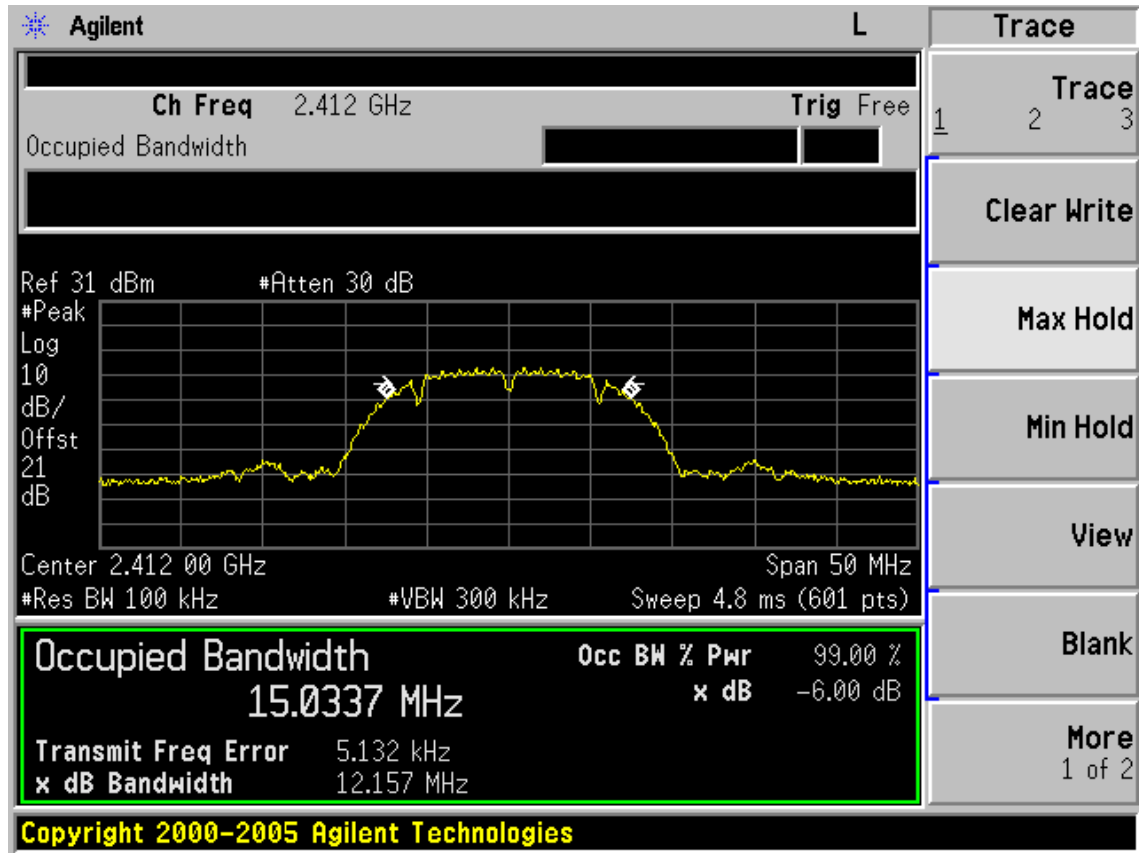 Agilent L
Ch Freq 2.412 GHz Trig Free
Occupied Bandwidth
Ref 31 dBm #Atten 30 dB
#Peak
Log
10
dB/
Offst
21
dB
Center 2.412 00 GHz Span 50 MHz
#Res BW 100 kHz #VBW 300 kHz Sweep 4.8 ms (601 pts)
Occupied Bandwidth
15.0337 MHz
Occ BW % Pwr 99.00 %
x dB -6.00 dB
Transmit Freq Error 5.132 kHz
x dB Bandwidth 12.157 MHz
Copyright 2000-2005 Agilent Technologies
Trace
Trace
1 2 3
Clear Write
Max Hold
Min Hold
View
Blank
More
1 of 2